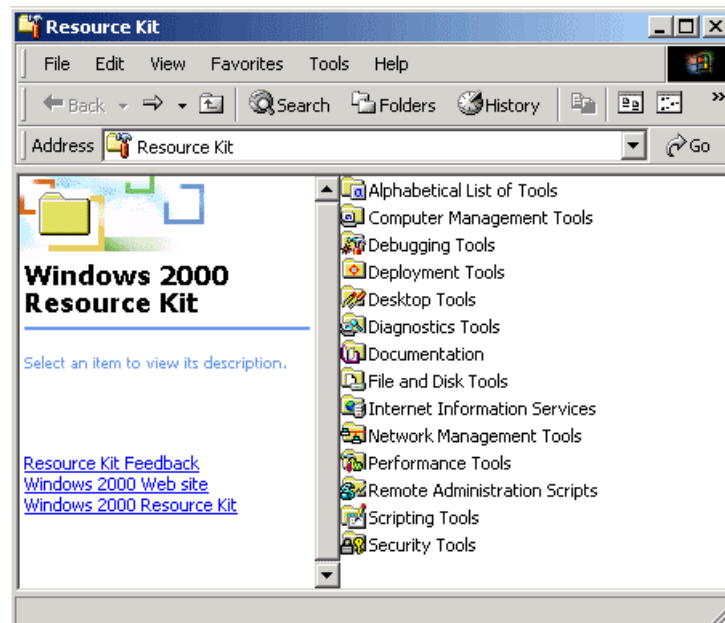 Resource Kit
File Edit View Favorites Tools Help
Back Search Folders History »
Address Resource Kit Go
Windows 2000
Resource Kit
Select an item to view its description.
Resource Kit Feedback
Windows 2000 Web site
Windows 2000 Resource Kit
Alphabetical List of Tools
Computer Management Tools
Debugging Tools
Deployment Tools
Desktop Tools
Diagnostics Tools
Documentation
File and Disk Tools
Internet Information Services
Network Management Tools
Performance Tools
Remote Administration Scripts
Scripting Tools
Security Tools